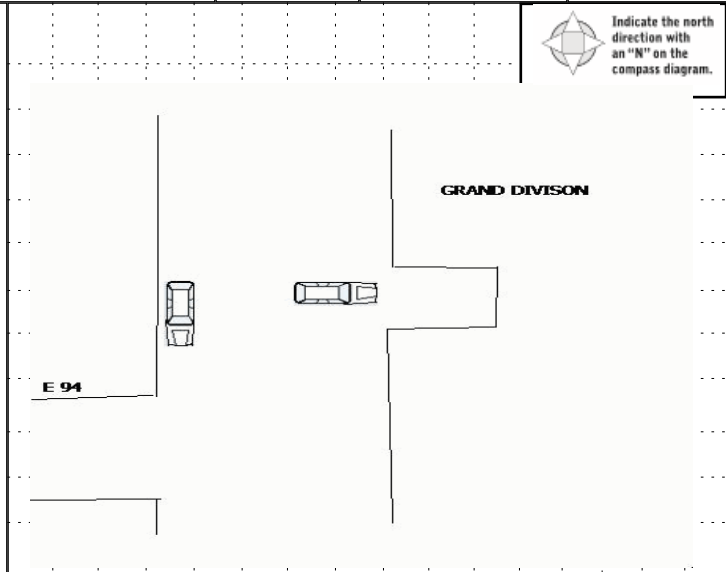 Indicate the north
direction with
an “N” on the
compass diagram.
GRAND DIVISON
E 94